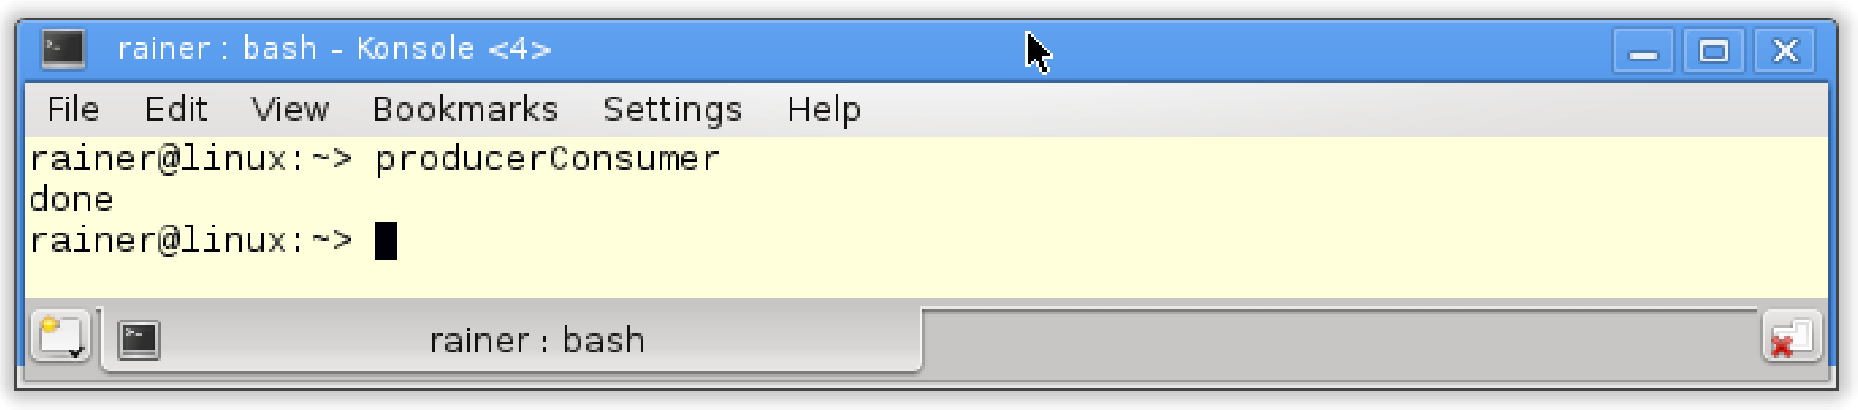 rainer : bash – Konsole <4>
File Edit View Bookmarks Settings Help
rainer@linux:~> producerConsumer
done
rainer@linux:~>
rainer : bash